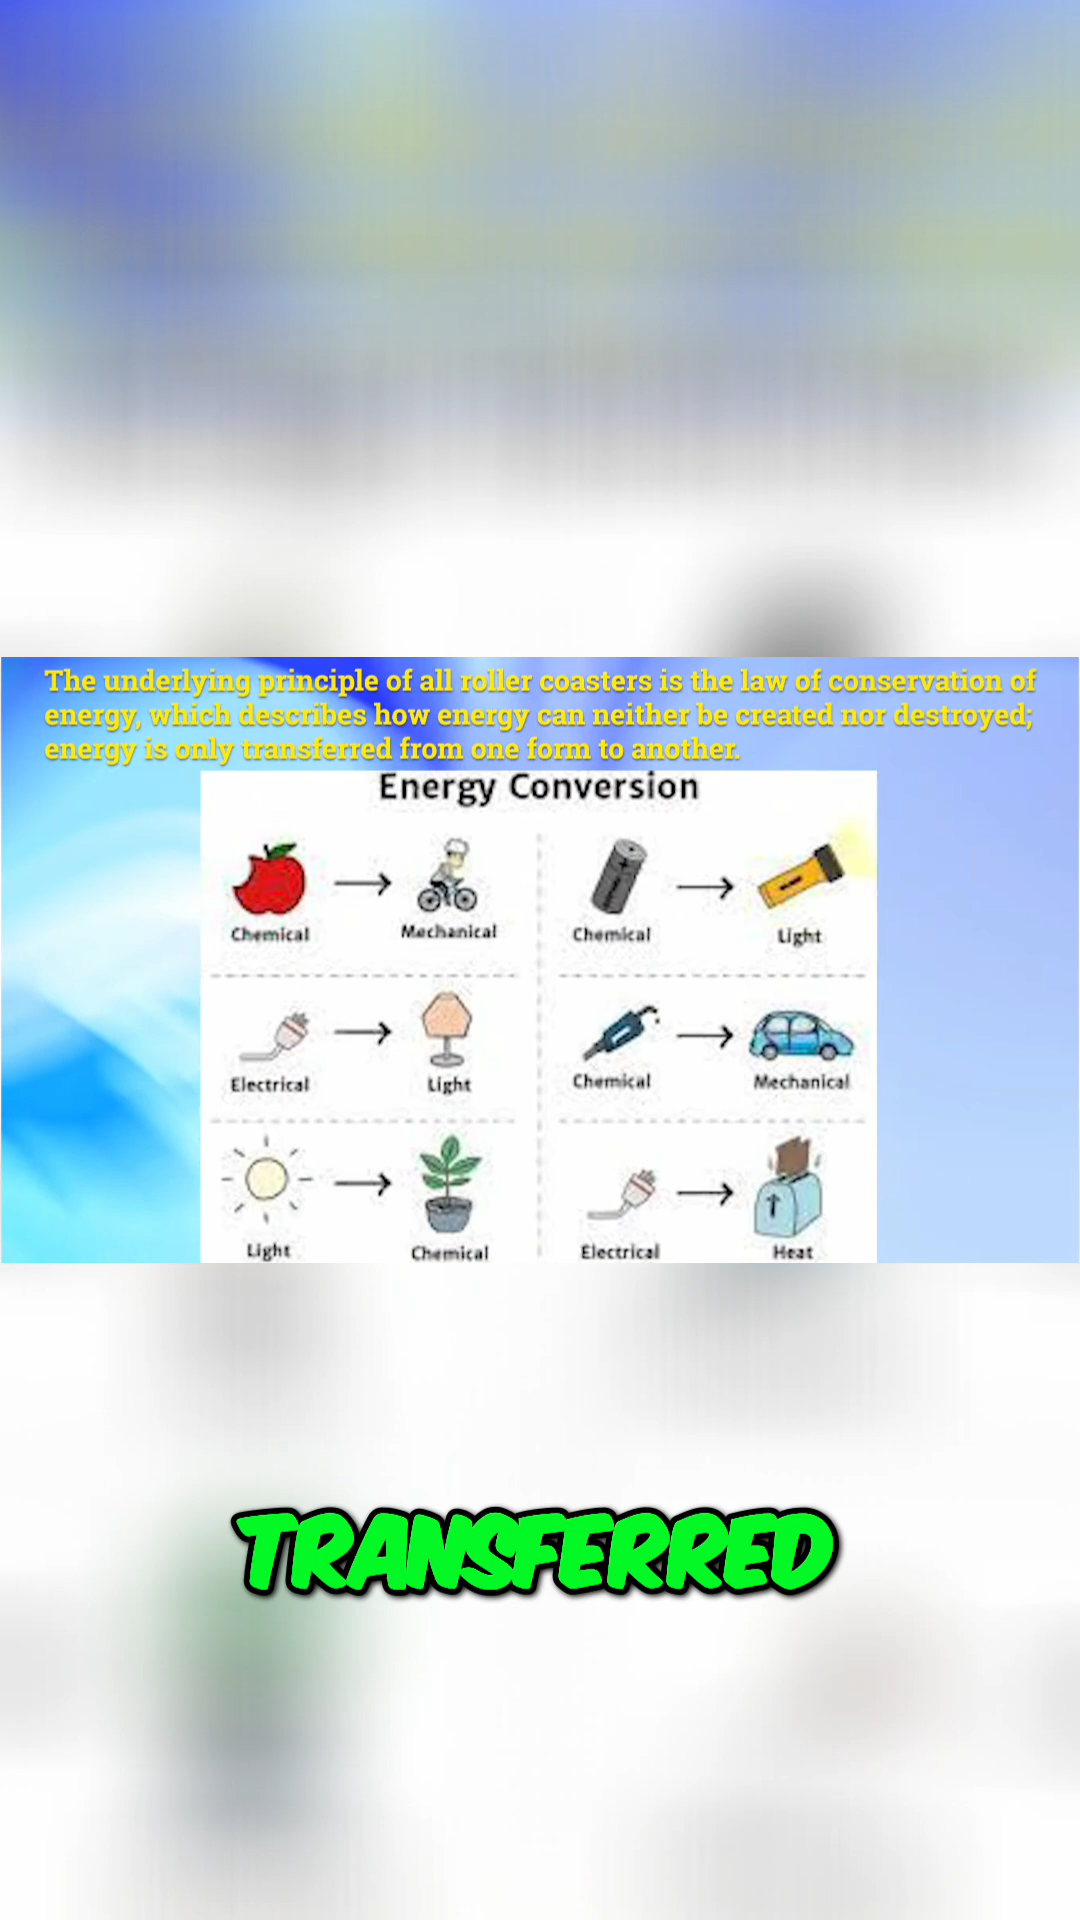 The underlying principle of all roller coasters is the law of conservation of
energy, which describes how energy can neither be created nor destroyed;
energy is only transferred from one form to another.
Energy Conversion
Chemical
Mechanical
Chemical
Light
Electrical
Light
Chemical
Mechanical
Light
Chemical
Electrical
Heat
TRANSFERRED